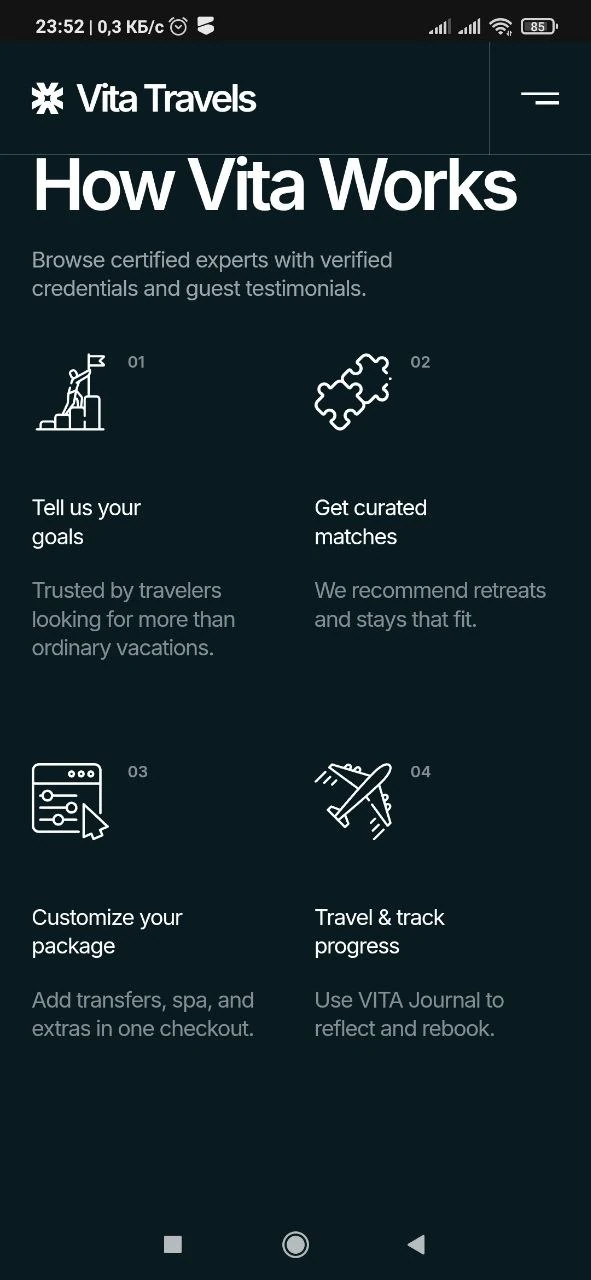 23:52 | 0,3 КБ/с
85
Vita Travels
How Vita Works
Browse certified experts with verified
credentials and guest testimonials.
01
Tell us your
goals
Trusted by travelers
looking for more than
ordinary vacations.
02
Get curated
matches
We recommend retreats
and stays that fit.
03
Customize your
package
Add transfers, spa, and
extras in one checkout.
04
Travel & track
progress
Use VITA Journal to
reflect and rebook.